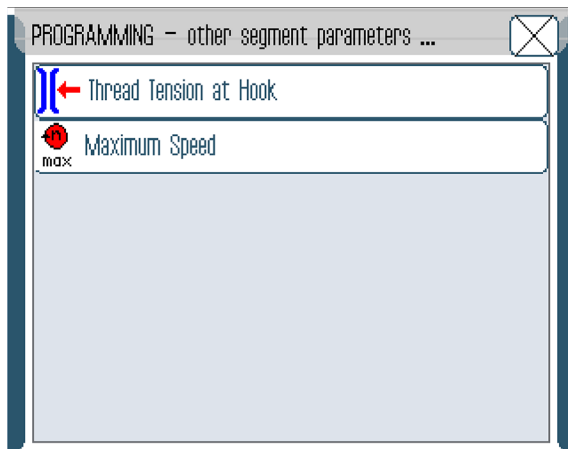 PROGRAMMING - other segment parameters ...
Thread Tension at Hook
n
max
Maximum Speed